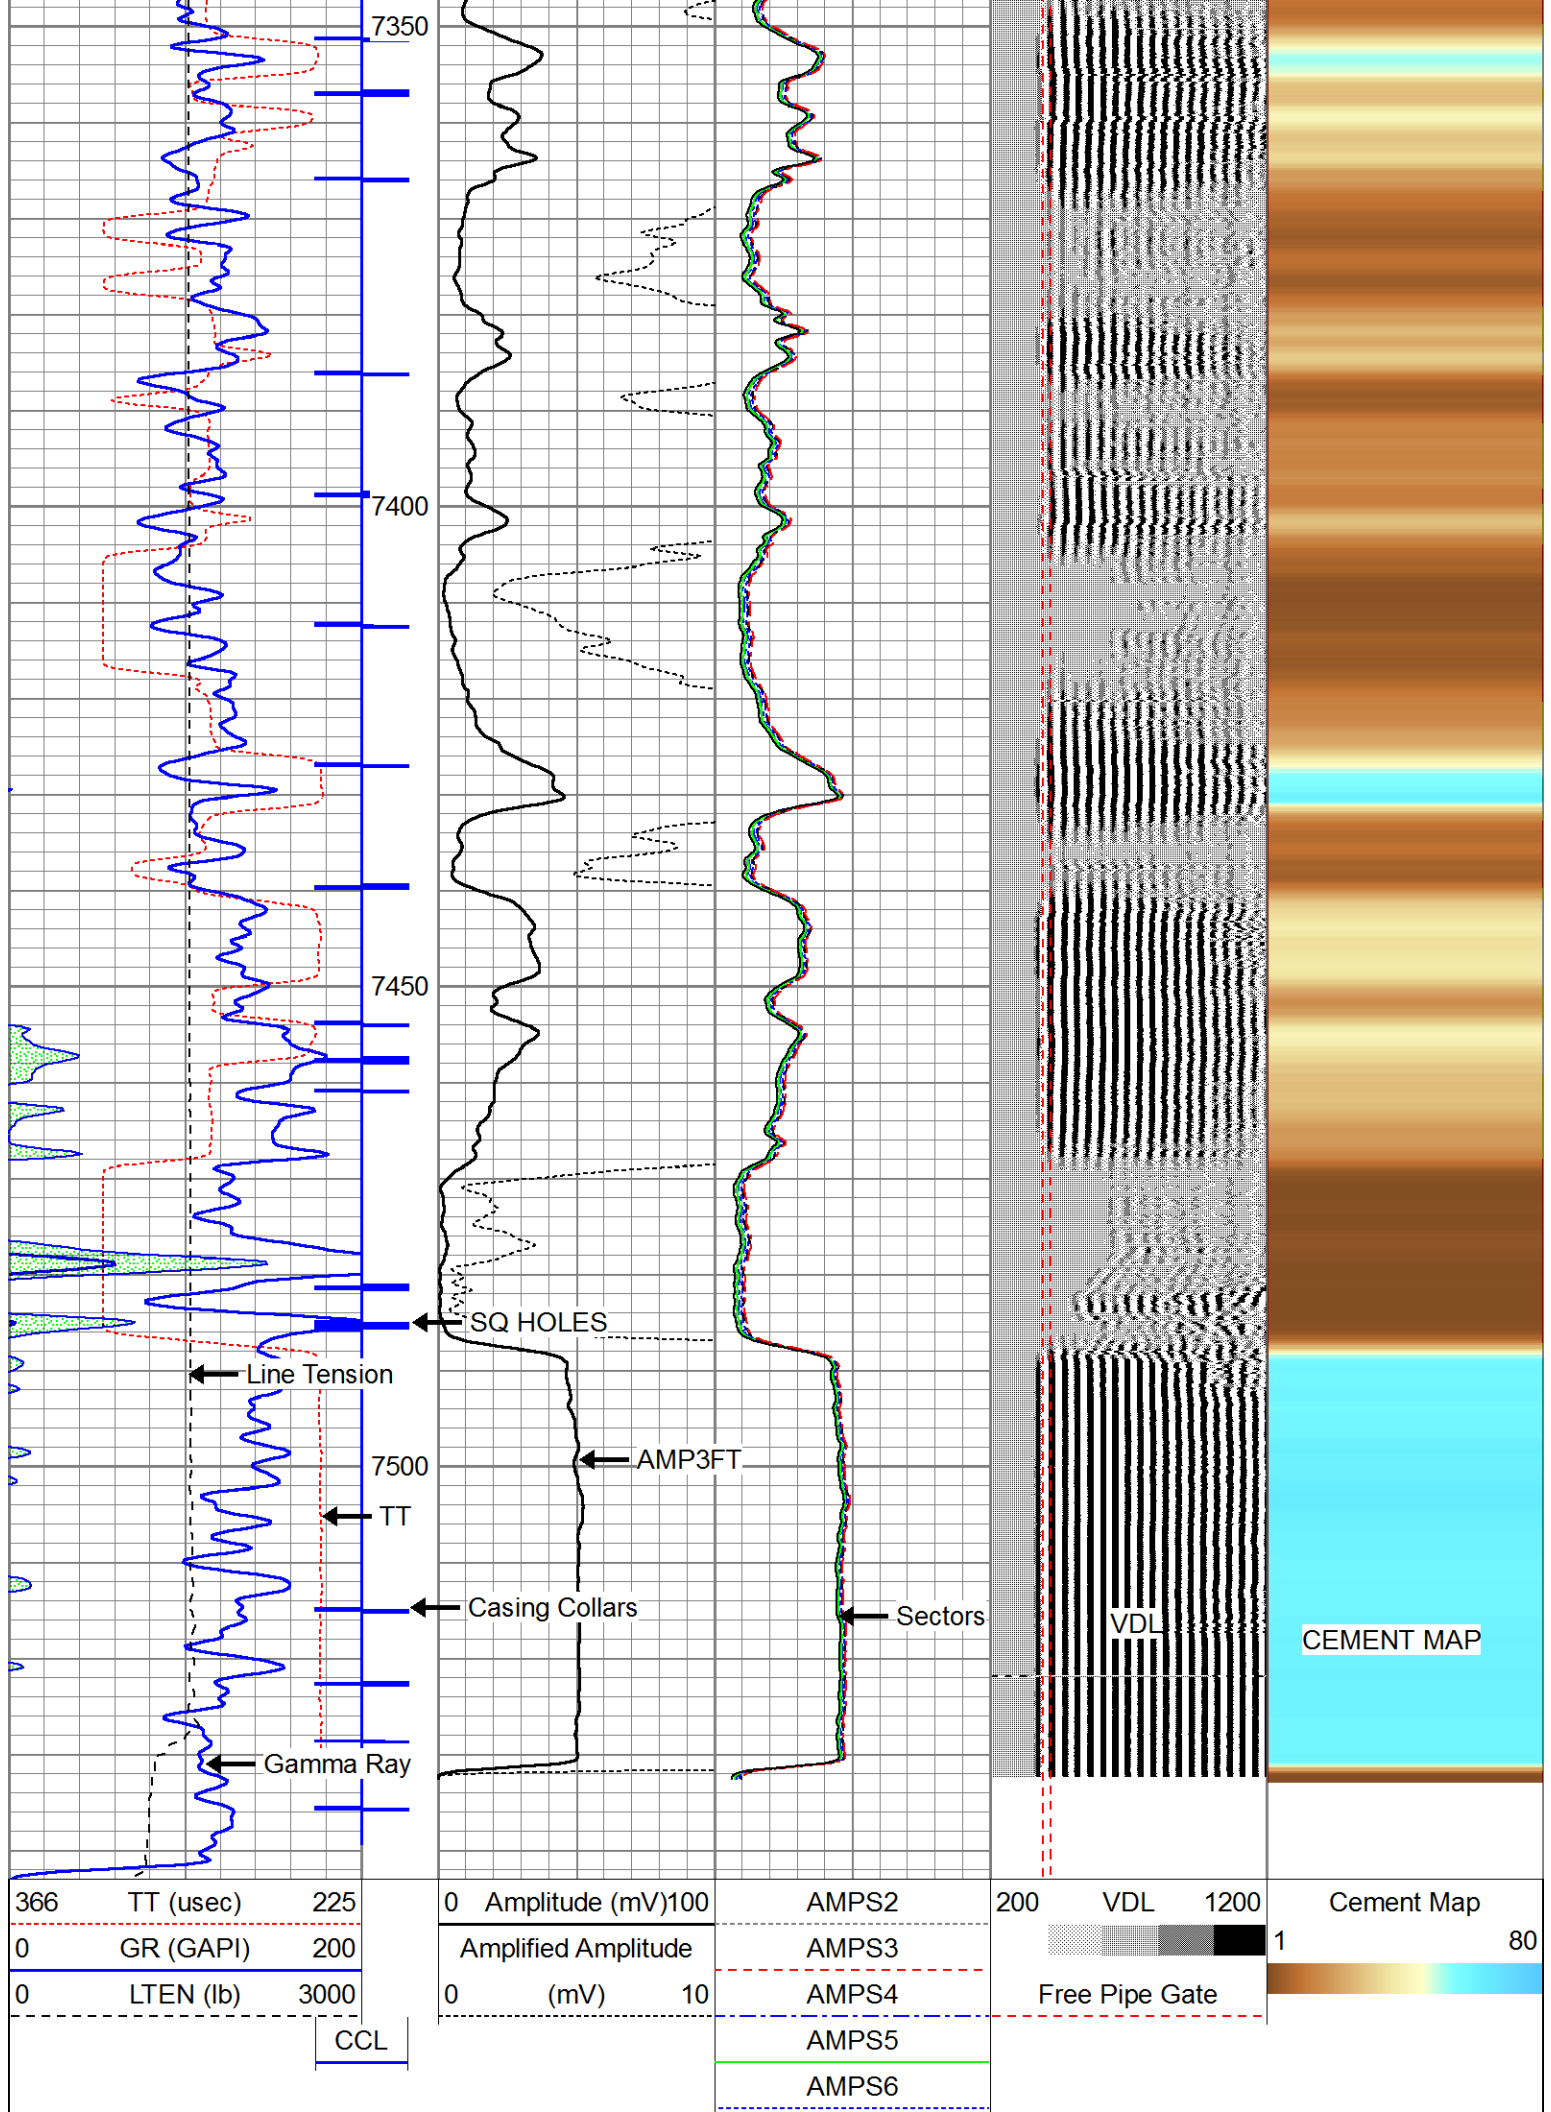 7350
7400
7450
SQ HOLES
Line Tension
AMP3FT
7500
TT
Casing Collars
Sectors
VDL
CEMENT MAP
Gamma Ray
366 TT (usec) 225
0 GR (GAPI) 200
0 LTEN (lb) 3000
CCL
0 Amplitude (mV)100
Amplified Amplitude
0 (mV) 10
AMPS2
AMPS3
AMPS4
AMPS5
AMPS6
200 VDL 1200
Free Pipe Gate
Cement Map
1 80